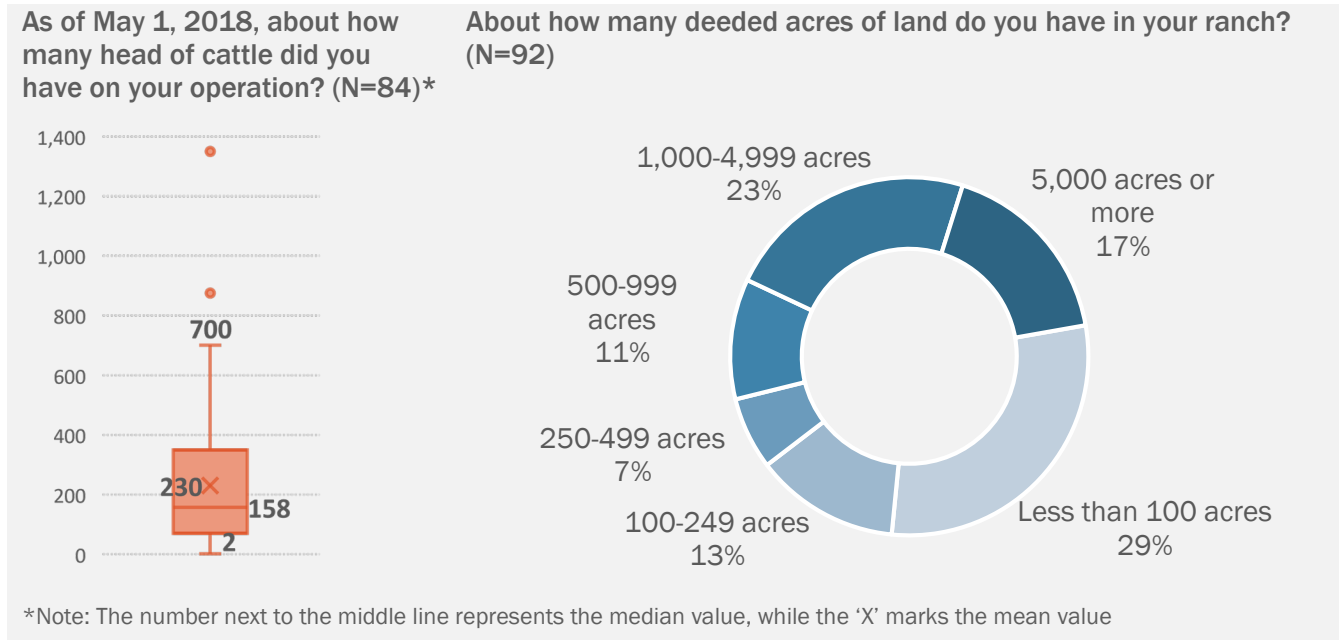 As of May 1, 2018, about how
many head of cattle did you
have on your operation? (N=84)*
1,400
1,200
1,000
800
600
400
200
0
700
230
158
2
About how many deeded acres of land do you have in your ranch?
(N=92)
1,000-4,999 acres
23%
5,000 acres or
more
17%
500-999
acres
11%
250-499 acres
7%
100-249 acres
13%
Less than 100 acres
29%
*Note: The number next to the middle line represents the median value, while the ‘X’ marks the mean value